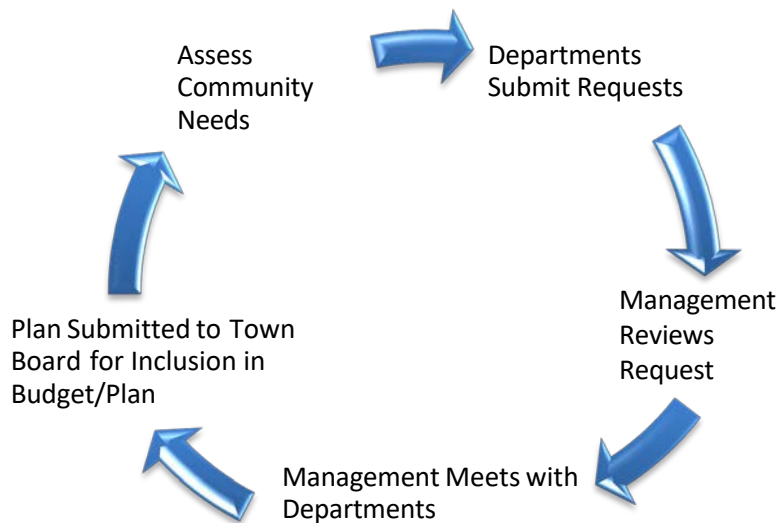 Assess
Community
Needs
Departments
Submit Requests
Management
Reviews
Request
Management Meets with
Departments
Plan Submitted to Town
Board for Inclusion in
Budget/Plan